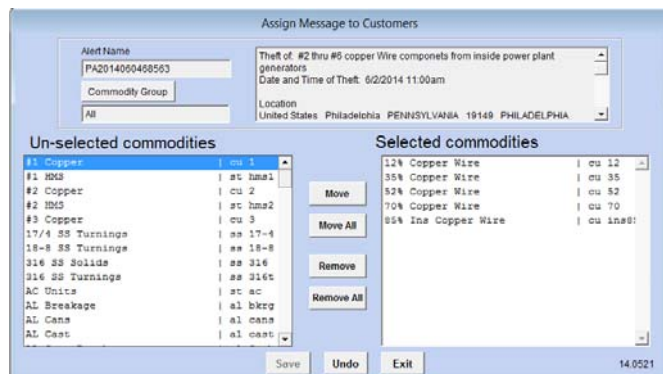 Assign Message to Customers
Alert Name
PA2014060468563
Commodity Group
All
Theft of: #2 thru #6 copper Wire componets from inside power plant
generators
Date and Time of Theft: 6/2/2014 11:00am
Location
United States Philadelchia PENNSYLVANIA 19149 PHILADELPHIA
Un-selected commodities
#1 Copper | cu 1
#1 HMS | st hms1
#2 Copper | cu 2
#2 HMS | st hms2
#3 Copper | cu 3
17/4 SS Turnings | ss 17-4
18-8 SS Turnings | ss 18-8
316 SS Solids | ss 316
316 SS Turnings | ss 316t
AC Units | st ac
AL Breakage | al bkrg
AL Cans | al cans
AL Cast | al cast
Move
Move All
Remove
Remove All
Selected commodities
12% Copper Wire | cu 12
35% Copper Wire | cu 35
52% Copper Wire | cu 52
70% Copper Wire | cu 70
85% Ins Copper Wire | cu ins8
Save Undo Exit
14.0521